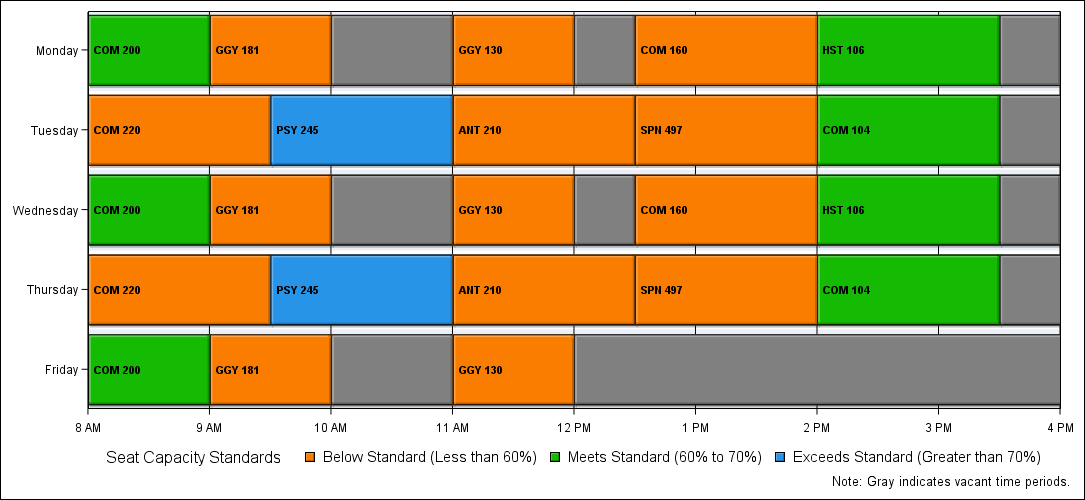 Monday
COM 200 GGY 181 GGY 130 COM 160 HST 106
Tuesday
COM 220 PSY 245 ANT 210 SPN 497 COM 104
Wednesday
COM 200 GGY 181 GGY 130 COM 160 HST 106
Thursday
COM 220 PSY 245 ANT 210 SPN 497 COM 104
Friday
COM 200 GGY 181 GGY 130
8 AM 9 AM 10 AM 11 AM 12 PM 1 PM 2 PM 3 PM 4 PM
Seat Capacity Standards Below Standard (Less than 60%) Meets Standard (60% to 70%) Exceeds Standard (Greater than 70%)
Note: Gray indicates vacant time periods.